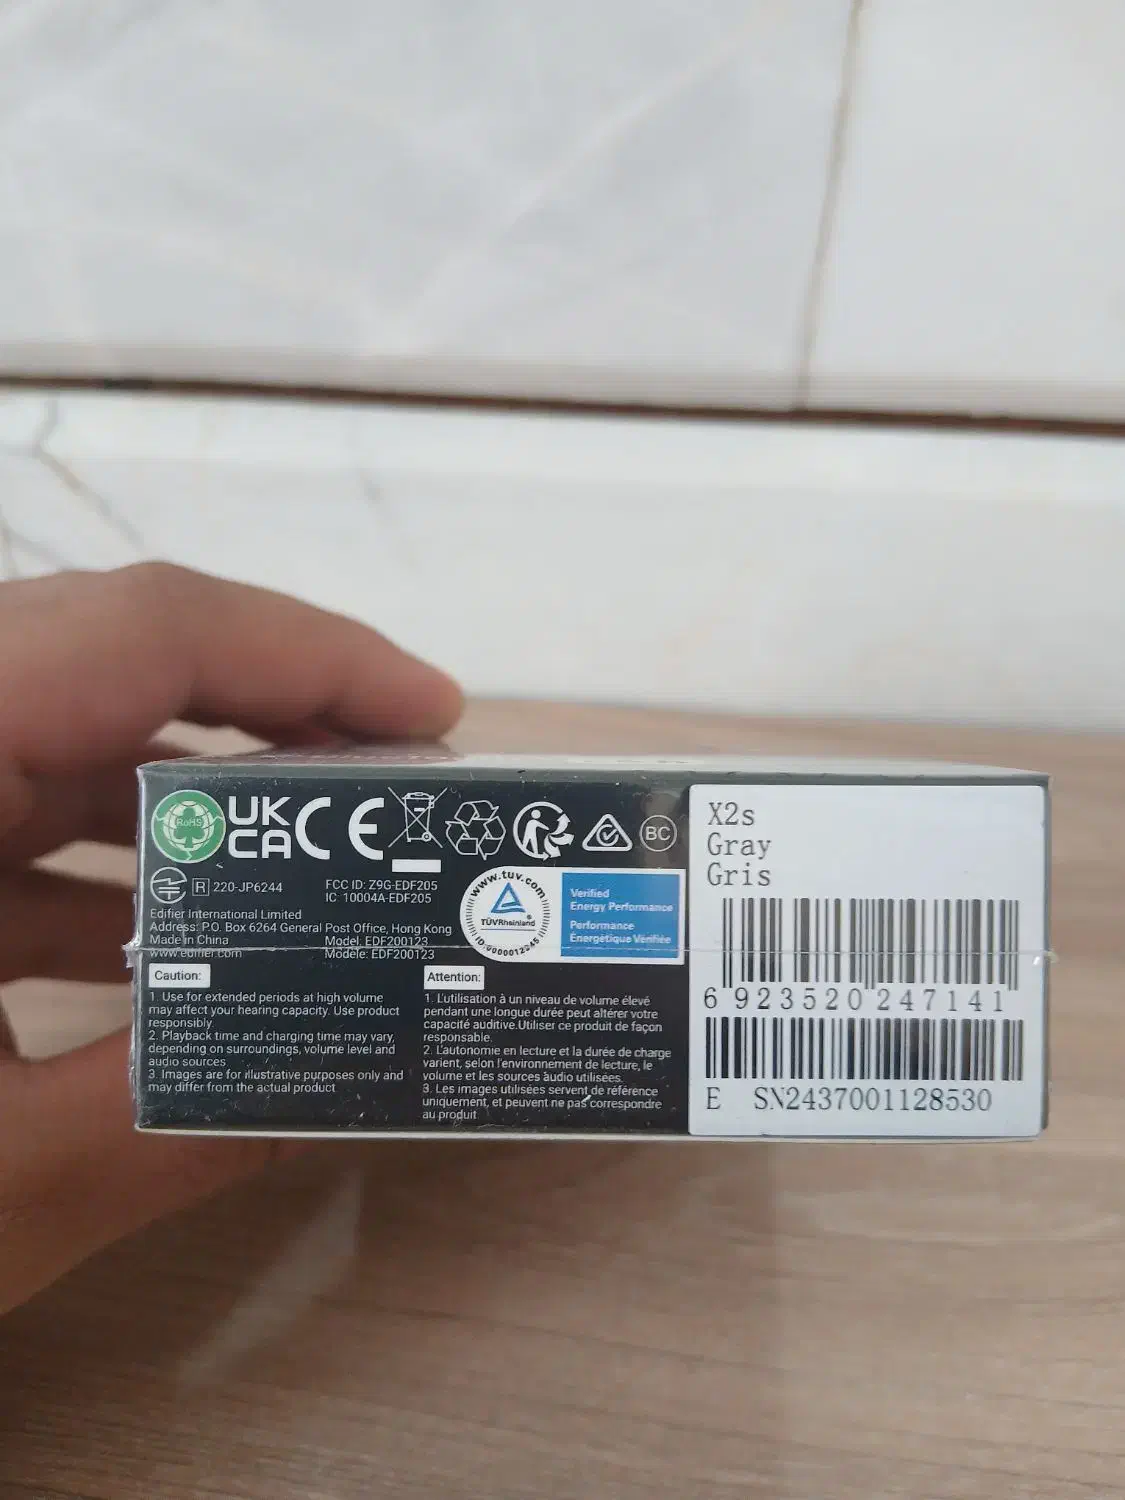 RoHS
UK
CA
CE
BC
R 220-JP6244
FCC ID: Z9G-EDF205
IC: 10004A-EDF205
Edifier International Limited
Address: P.O. Box 6264 General Post Office, Hong Kong
Made in China
Model: EDF200123
www.edifier.com
Modèle: EDF200123
www.tuv.com
TÜVRheinland®
ID:0000012345
Verified
Energy Performance
Performance
Énergétique Vérifiée
Caution:
1. Use for extended periods at high volume
may affect your hearing capacity. Use product
responsibly.
2. Playback time and charging time may vary,
depending on surroundings, volume level and
audio sources
3. Images are for illustrative purposes only and
may differ from the actual product
Attention:
1. L'utilisation à un niveau de volume élevé
pendant une longue durée peut altérer votre
capacité auditive.Utiliser ce produit de façon
responsable.
2. L'autonomie en lecture et la durée de charge
varient, selon l'environnement de lecture, le
volume et les sources audio utilisées.
3. Les images utilisées servent de référence
uniquement, et peuvent ne pas correspondre
au produit
X2s
Gray
Gris
6 923520 247141
E SN2437001128530